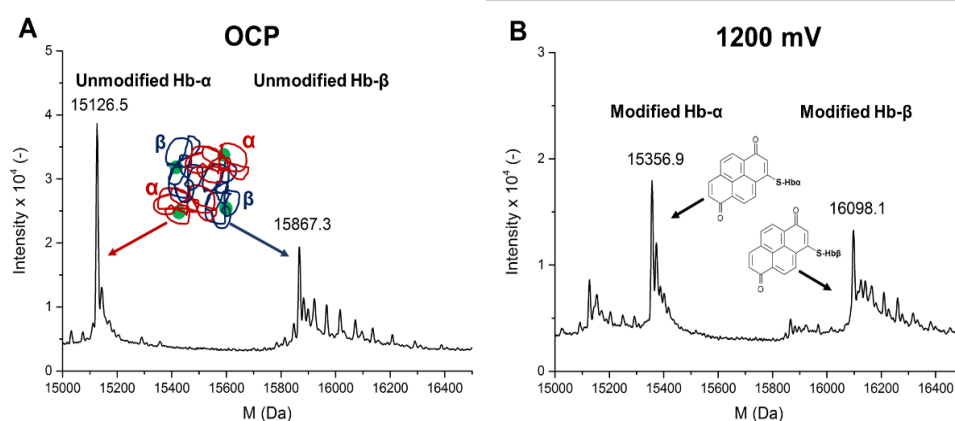 A
OCP
Unmodified Hb-α
Unmodified Hb-β
15126.5
15867.3
β
α
α
β
Intensity x 10⁴ (-)
5
4
3
2
1
0
15000 15200 15400 15600 15800 16000 16200 16400
M (Da)
B
1200 mV
Modified Hb-α
Modified Hb-β
15356.9
16098.1
O
S-Hbα
O
O
S-Hbβ
O
Intensity x 10⁴ (-)
3
2
1
0
15000 15200 15400 15600 15800 16000 16200 16400
M (Da)